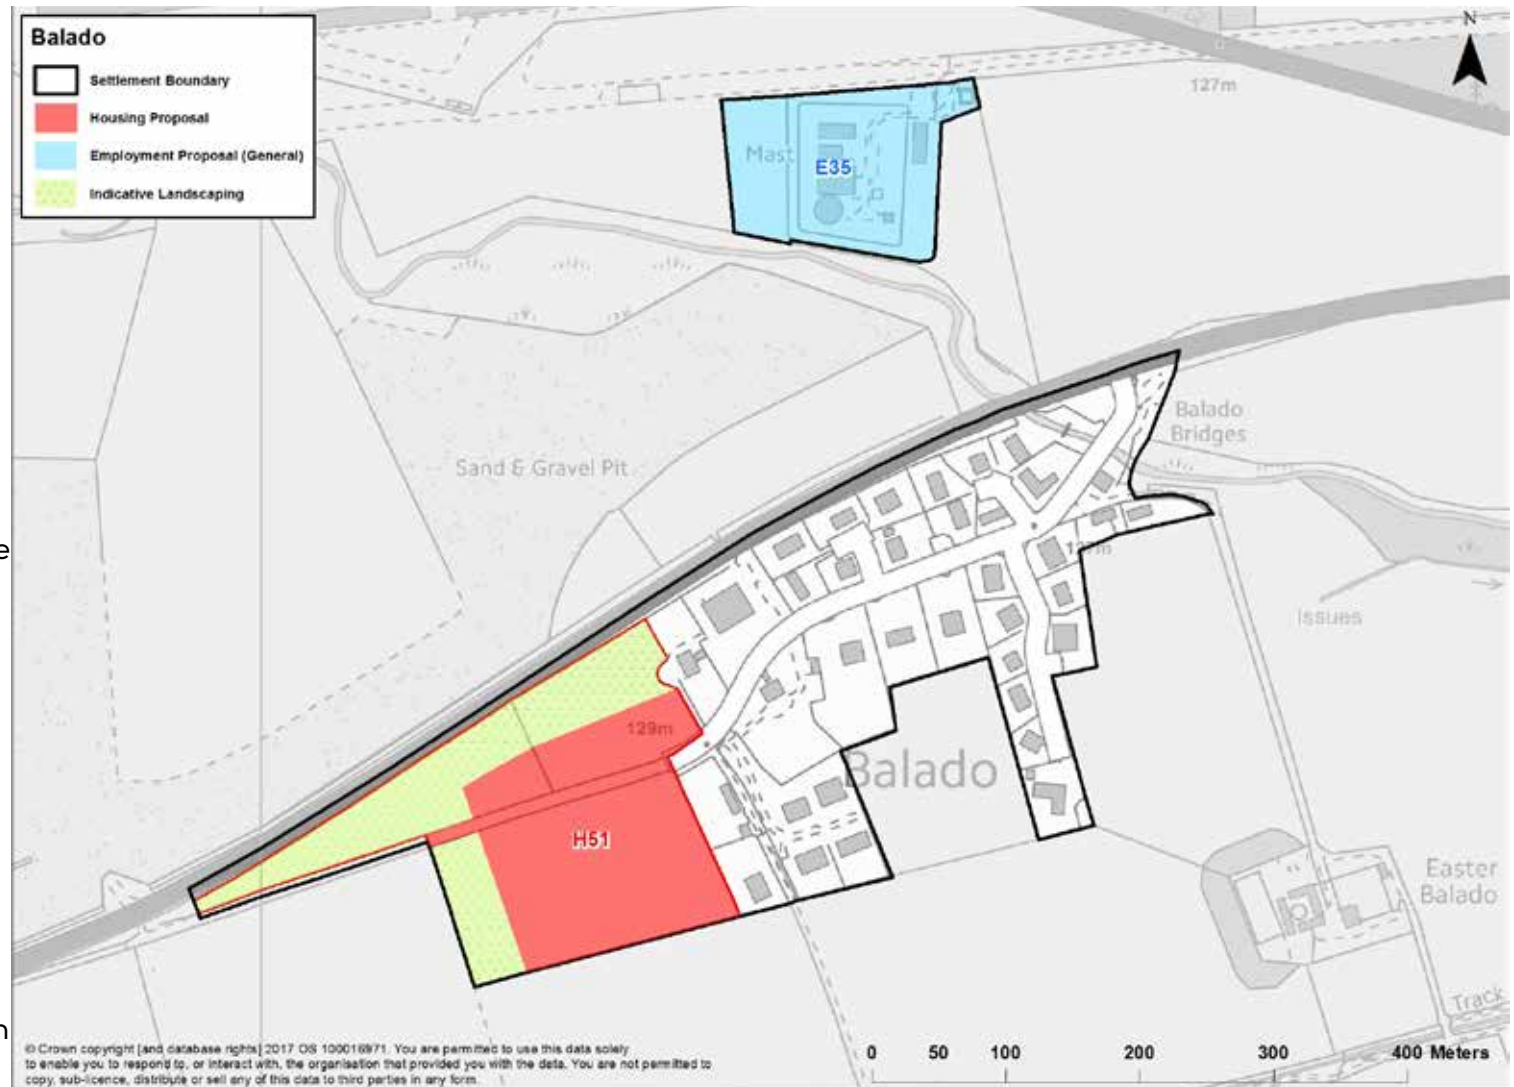 Balado
Settlement Boundary
Housing Proposal
Employment Proposal (General)
Indicative Landscaping
N
127m
Mast
E35
Balado
Bridges
Sand & Gravel Pit
e
Issues
129m
Balado
H51
Easter
Balado
Track
n
© Crown copyright [and database rights] 2017 OS 100016971. You are permitted to use this data solely
to enable you to respond to, or interact with, the organisation that provided you with the data. You are not permitted to
copy, sub-licence, distribute or sell any of this data to third parties in any form.
0 50 100 200 300 400 Meters